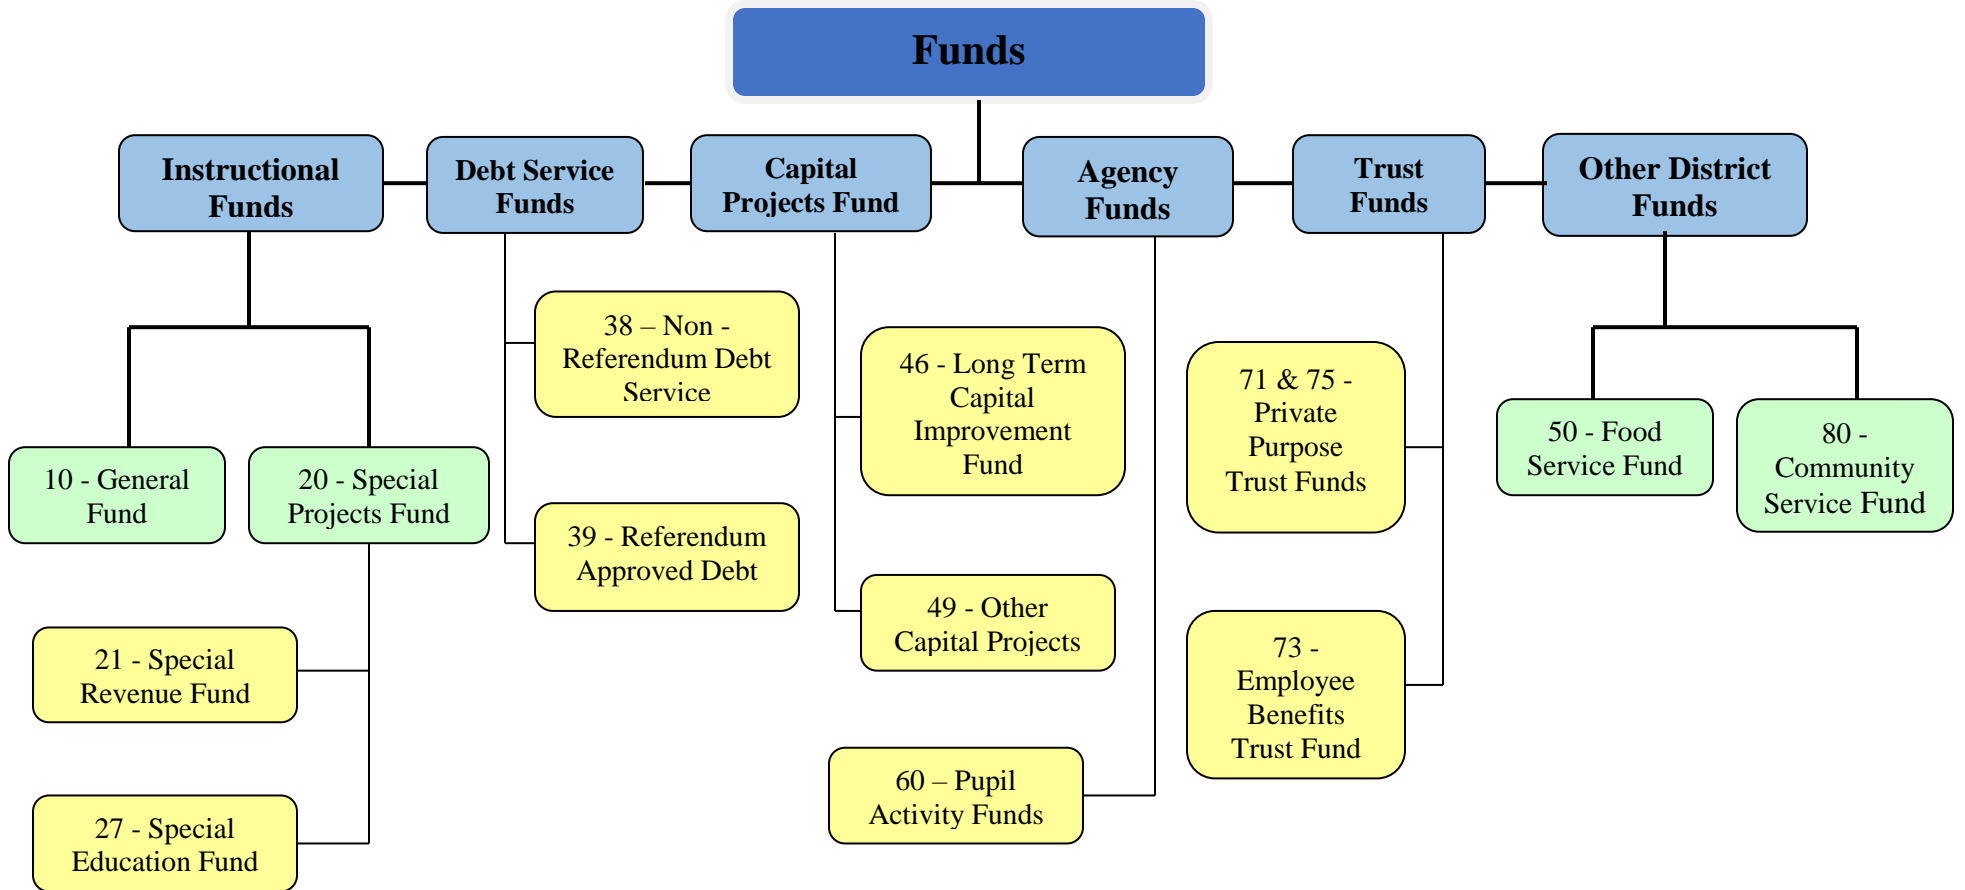 Funds
Instructional
Funds
Debt Service
Funds
Capital
Projects Fund
Agency
Funds
Trust
Funds
Other District
Funds
38 – Non -
Referendum Debt
Service
39 - Referendum
Approved Debt
46 - Long Term
Capital
Improvement
Fund
49 - Other
Capital Projects
71 & 75 -
Private
Purpose
Trust Funds
73 -
Employee
Benefits
Trust Fund
50 - Food
Service Fund
80 -
Community
Service Fund
10 - General
Fund
20 - Special
Projects Fund
21 - Special
Revenue Fund
27 - Special
Education Fund
60 – Pupil
Activity Funds